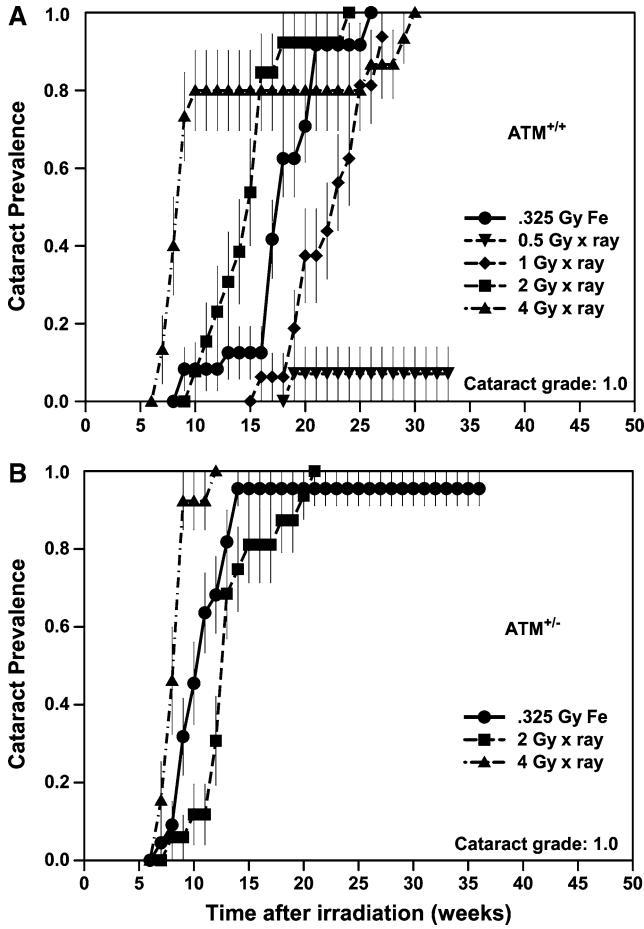 A
1.0
0.8
0.6
0.4
0.2
0.0
Cataract Prevalence
ATM+/+
.325 Gy Fe
0.5 Gy x ray
1 Gy x ray
2 Gy x ray
4 Gy x ray
Cataract grade: 1.0
0 5 10 15 20 25 30 35 40 45 50
B
1.0
0.8
0.6
0.4
0.2
0.0
Cataract Prevalence
ATM+/-
.325 Gy Fe
2 Gy x ray
4 Gy x ray
Cataract grade: 1.0
0 5 10 15 20 25 30 35 40 45 50
Time after irradiation (weeks)